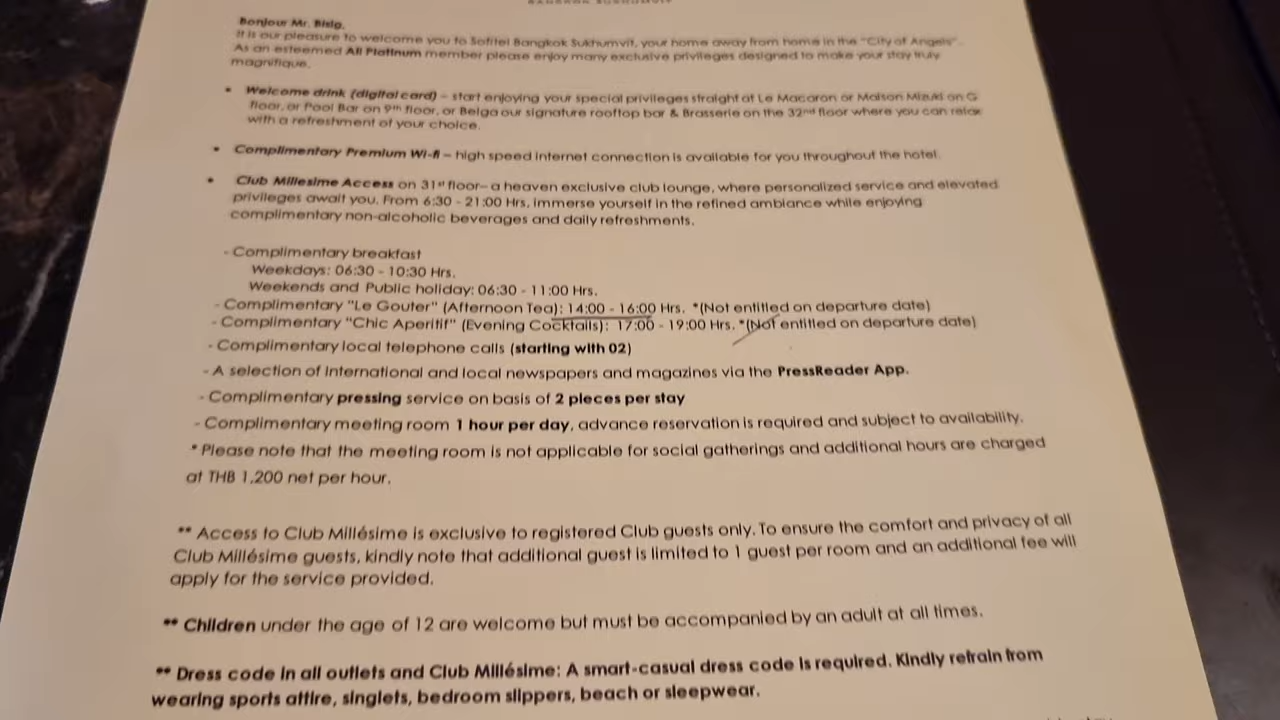 BANGKOK SUKHUMVIT
Bonjour Mr. Bisig,
It is our pleasure to welcome you to Sofitel Bangkok Sukhumvit, your home away from home in the "City of Angels".
As an esteemed All Platinum member please enjoy many exclusive privileges designed to make your stay truly
magnifique.
• Welcome drink (digital card) – start enjoying your special privileges straight at Le Macaron or Maison Mizuki on G
floor, or Pool Bar on 9th floor, or Belga our signature rooftop bar & Brasserie on the 32nd floor where you can relax
with a refreshment of your choice.
• Complimentary Premium Wi-fi – high speed internet connection is available for you throughout the hotel.
• Club Millesime Access on 31st floor– a heaven exclusive club lounge, where personalized service and elevated
privileges await you. From 6:30 - 21:00 Hrs. immerse yourself in the refined ambiance while enjoying
complimentary non-alcoholic beverages and daily refreshments.
- Complimentary breakfast
Weekdays: 06:30 - 10:30 Hrs.
Weekends and Public holiday: 06:30 - 11:00 Hrs.
- Complimentary "Le Gouter" (Afternoon Tea): 14:00 - 16:00 Hrs. *(Not entitled on departure date)
- Complimentary "Chic Aperitif" (Evening Cocktails): 17:00 - 19:00 Hrs. *(Not entitled on departure date)
- Complimentary local telephone calls (starting with 02)
- A selection of international and local newspapers and magazines via the PressReader App.
- Complimentary pressing service on basis of 2 pieces per stay
- Complimentary meeting room 1 hour per day, advance reservation is required and subject to availability.
* Please note that the meeting room is not applicable for social gatherings and additional hours are charged
at THB 1,200 net per hour.
** Access to Club Millésime is exclusive to registered Club guests only. To ensure the comfort and privacy of all
Club Millésime guests, kindly note that additional guest is limited to 1 guest per room and an additional fee will
apply for the service provided.
** Children under the age of 12 are welcome but must be accompanied by an adult at all times.
** Dress code in all outlets and Club Millésime: A smart-casual dress code is required. Kindly refrain from
wearing sports attire, singlets, bedroom slippers, beach or sleepwear.